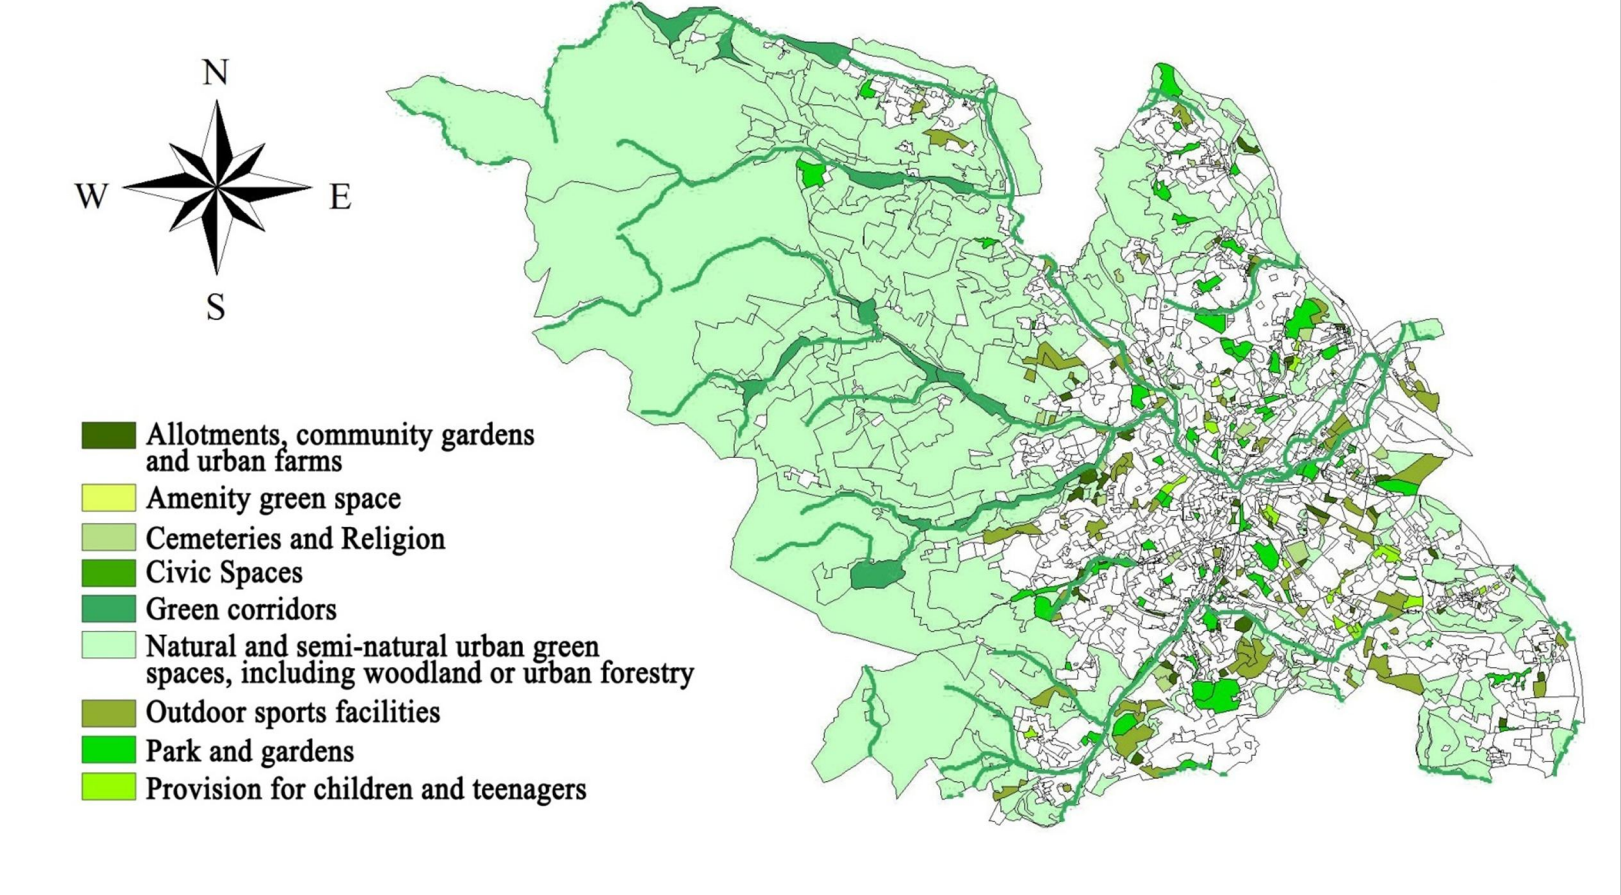 N
W
E
S
Allotments, community gardens
and urban farms
Amenity green space
Cemeteries and Religion
Civic Spaces
Green corridors
Natural and semi-natural urban green
spaces, including woodland or urban forestry
Outdoor sports facilities
Park and gardens
Provision for children and teenagers